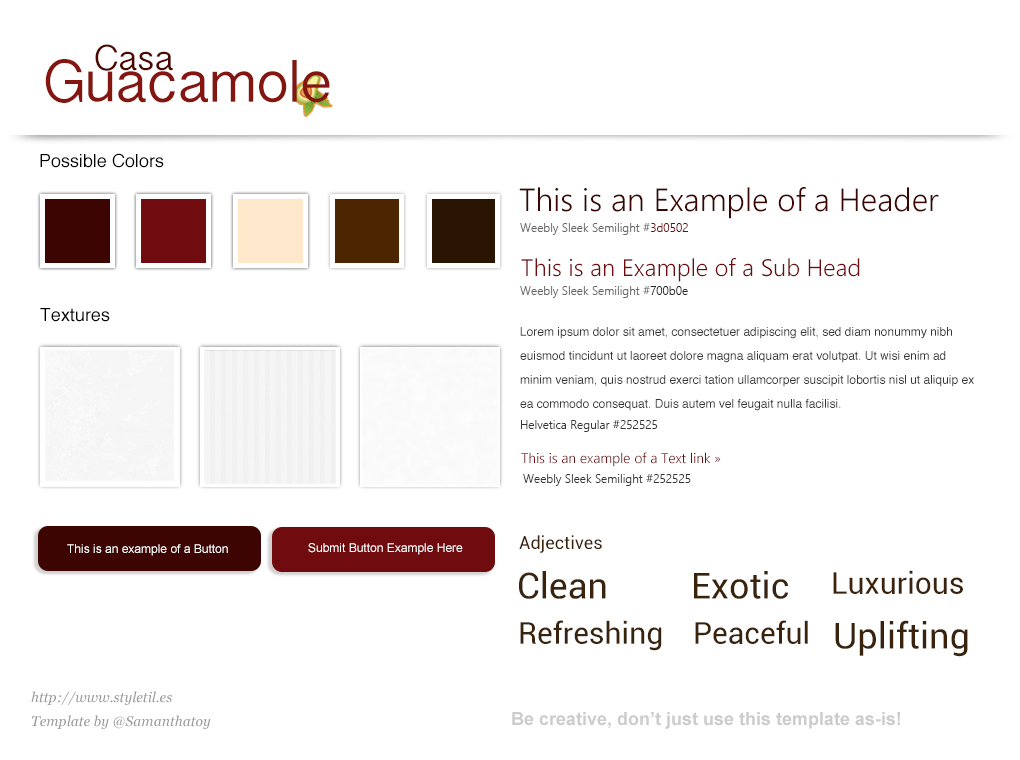 Casa
Guacamole
Possible Colors
This is an Example of a Header
Weebly Sleek Semilight #3d0502
This is an Example of a Sub Head
Weebly Sleek Semilight #700b0e
Textures
Lorem ipsum dolor sit amet, consectetuer adipiscing elit, sed diam nonummy nibh
euismod tincidunt ut laoreet dolore magna aliquam erat volutpat. Ut wisi enim ad
minim veniam, quis nostrud exerci tation ullamcorper suscipit lobortis nisl ut aliquip ex
ea commodo consequat. Duis autem vel feugait nulla facilisi.
Helvetica Regular #252525
This is an example of a Text link »
Weebly Sleek Semilight #252525
This is an example of a Button
Submit Button Example Here
Adjectives
Clean Exotic Luxurious
Refreshing Peaceful Uplifting
http://www.styletil.es
Template by @Samanthatoy
Be creative, don’t just use this template as-is!